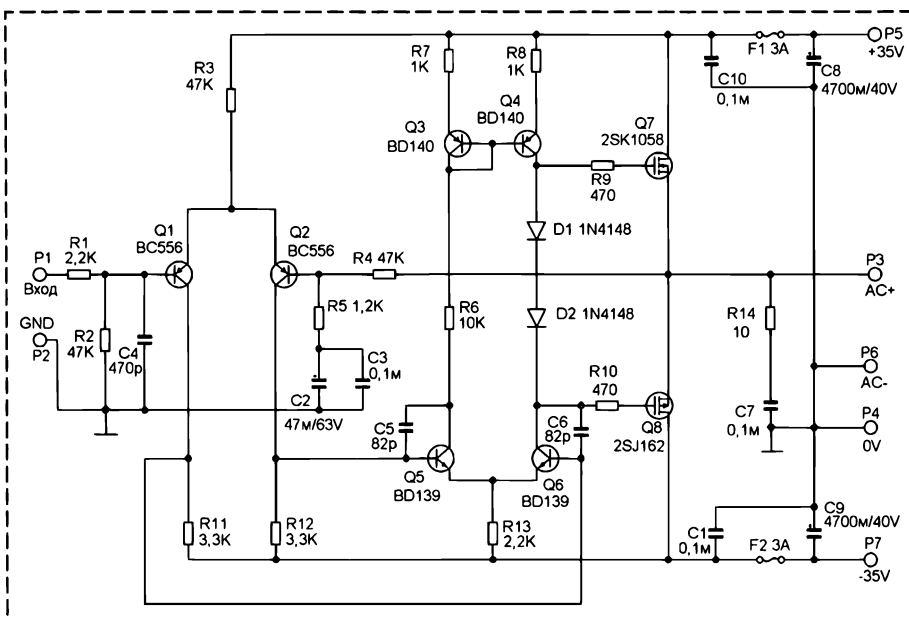 R3
47K
R7
1K
R8
1K
F1 3A
P5
+35V
C10
0,1м
C8
4700м/40V
Q3
BD140
Q4
BD140
Q7
2SK1058
R9
470
Q1
BC556
Q2
BC556
D1 1N4148
P1
Вход
R1
2,2K
R4 47K
P3
AC+
GND
P2
R2
47K
C4
470p
R5 1,2K
R6
10K
D2 1N4148
R14
10
C3
0,1м
C2
47м/63V
R10
470
P6
AC-
C5
82p
C6
82p
Q8
2SJ162
C7
0,1м
P4
0V
Q5
BD139
Q6
BD139
R11
3,3K
R12
3,3K
R13
2,2K
C1
0,1м
F2 3A
C9
4700м/40V
P7
-35V